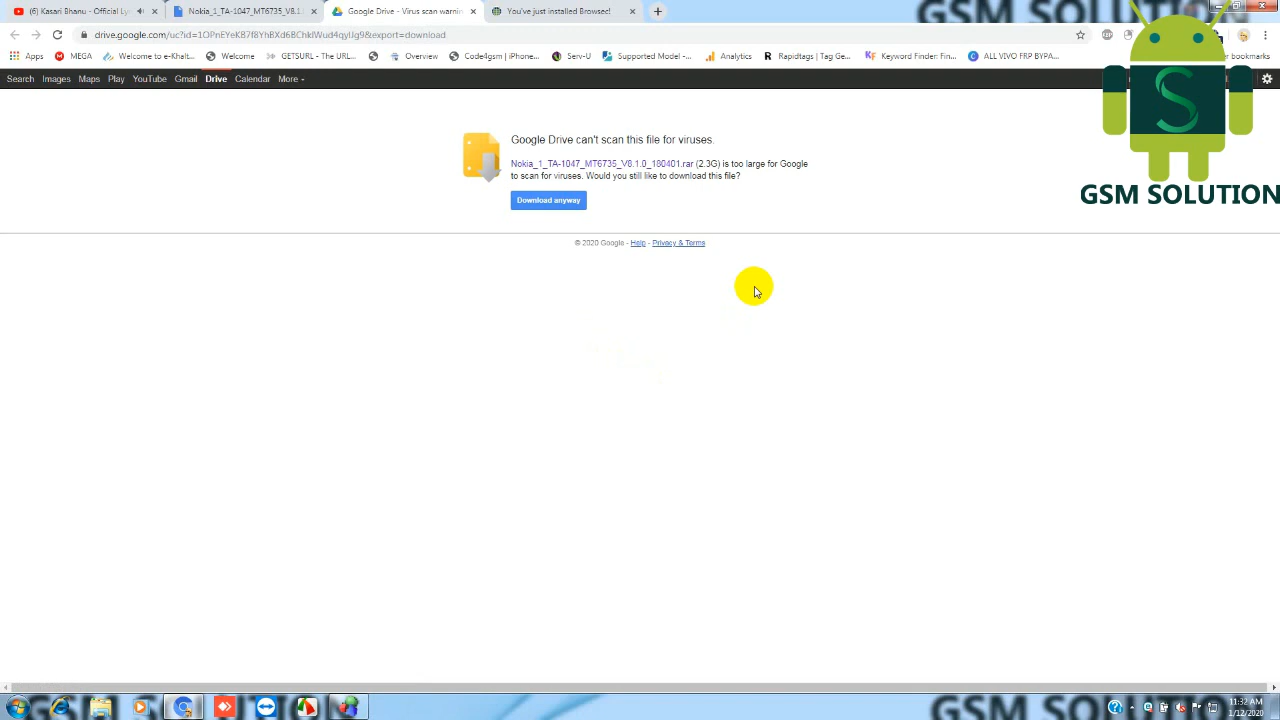 (6) Kasari Bhanu - Official Ly
Nokia_1_TA-1047_MT6735_V8.1.
Google Drive - Virus scan warnin
You've just installed Browsec!
GSM SOLUTION
drive.google.com/uc?id=1OPnEYeKB7f8YhBXd6BChkIWud4qyIJg9&export=download
Apps
MEGA
Welcome to e-Khalt...
Welcome
GETSURL - The URL...
Overview
Code4gsm | iPhone...
Serv-U
Supported Model -...
Analytics
Rapidtags | Tag Ge...
Keyword Finder: Fin...
ALL VIVO FRP BYPA...
bookmarks
Search Images Maps Play YouTube Gmail Drive Calendar More
Google Drive can't scan this file for viruses.
Nokia_1_TA-1047_MT6735_V8.1.0_180401.rar (2.3G) is too large for Google
to scan for viruses. Would you still like to download this file?
Download anyway
© 2020 Google - Help - Privacy & Terms
S
GSM SOLUTION
11:32 AM
1/12/2020